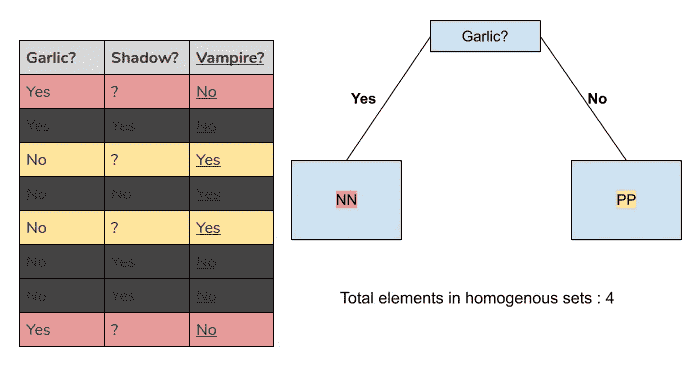 Garlic? Shadow? Vampire?
Yes ? No
Yes Yes No
No ? Yes
No No Yes
No ? Yes
No Yes No
No Yes No
Yes ? No
Garlic?
Yes No
NN PP
Total elements in homogenous sets : 4